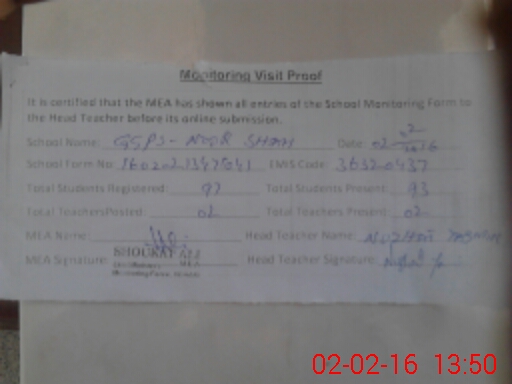 Monitoring Visit Proof
It is certified that the MEA has shown all entries of the School Monitoring Form to
the Head Teacher before its online submission.
School Name: GGPS - NOOR SHAH Date: 02
School Form No: EMIS Code: 36320437
Total Students Registered: 97 Total Students Present: 93
Total Teachers Posted: 02 Total Teachers Present: 02
MEA Name: Head Teacher Name:
MEA Signature: SHOUKAT Head Teacher Signature:
MEA
02-02-16 13:50